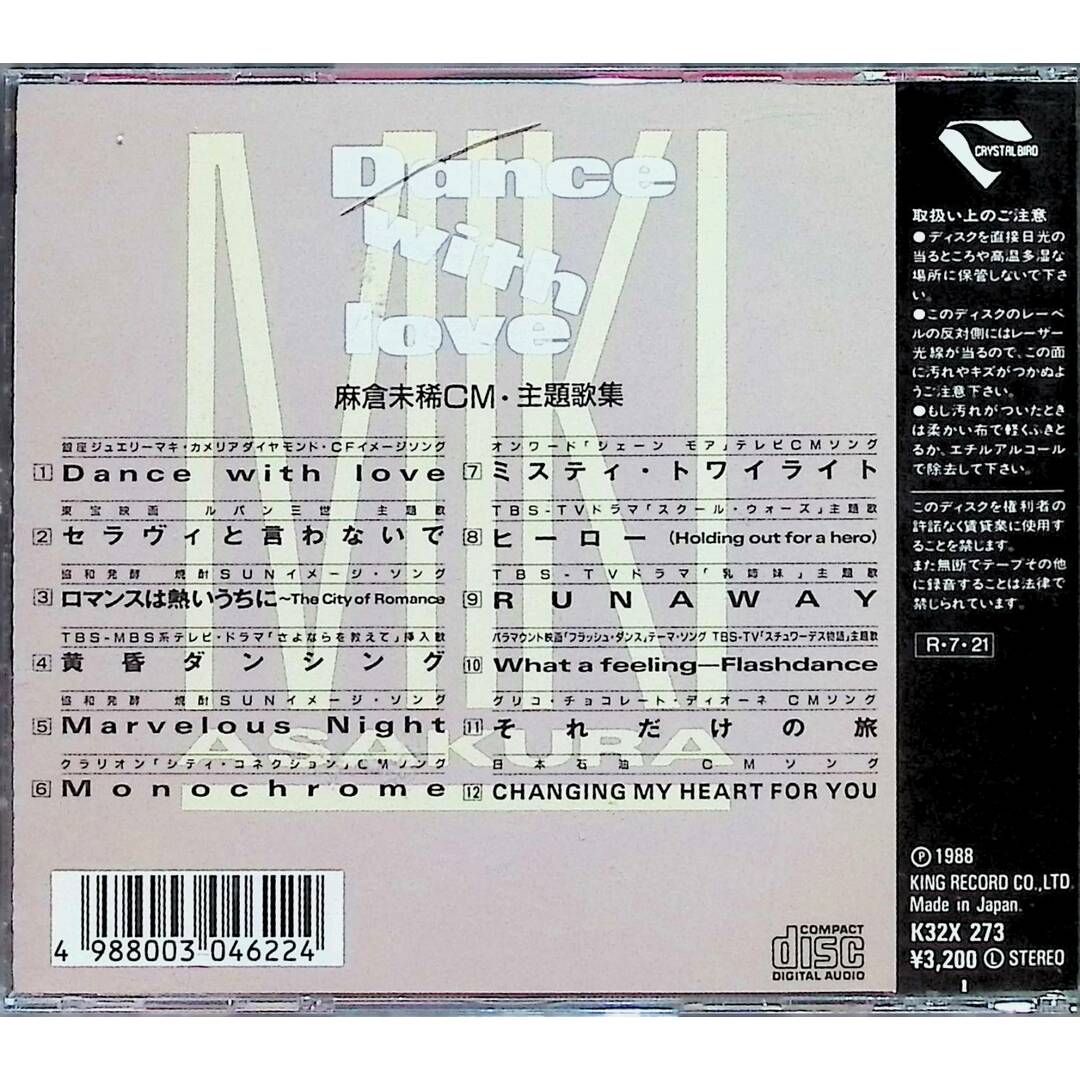 MIKI
ASAKURA
Dance
with
love
麻倉未稀CM・主題歌集
銀座ジュエリーマキ・カメリアダイヤモンド・CFイメージソング
1 Dance with love
東宝映画 ルパン三世 主題歌
2 セラヴィと言わないで
協和発酵 焼酎SUNイメージ・ソング
3 ロマンスは熱いうちに~The City of Romance
TBS-MBS系テレビ・ドラマ「さよならを教えて」挿入歌
4 黄昏ダンシング
協和発酵 焼酎SUNイメージ・ソング
5 Marvelous Night
クラリオン「シティ・コネクション」CMソング
6 Monochrome
オンワード「ジェーン モア」テレビCMソング
7 ミスティ・トワイライト
TBS-TVドラマ「スクール・ウォーズ」主題歌
8 ヒーロー (Holding out for a hero)
TBS-TVドラマ「乳姉妹」主題歌
9 RUNAWAY
パラマウント映画「フラッシュ・ダンス」テーマ・ソング TBS-TV「スチュワーデス物語」主題歌
10 What a feeling—Flashdance
グリコ・チョコレート ディオーネ CMソング
11 それだけの旅
日本石油 CMソング
12 CHANGING MY HEART FOR YOU
4 988003 046224
COMPACT
disc
DIGITAL AUDIO
CRYSTAL BIRD
取扱い上のご注意
●ディスクを直接日光の
当るところや高温多湿な
場所に保管しないで下さ
い。
●このディスクのレーベ
ルの反対側にはレーザー
光線が当るので、この面
に汚れやキズがつかぬよ
うご注意下さい。
●もし汚れがついたとき
は柔かい布で軽くふきと
るか、エチルアルコール
で除去して下さい。
このディスクを権利者の
許諾なく賃貸業に使用す
ることを禁じます。
また無断でテープその他
に録音することは法律で
禁じられています。
R・7・21
Ⓟ1988
KING RECORD CO.,LTD.
Made in Japan.
K32X 273
¥3,200 Ⓛ STEREO
I